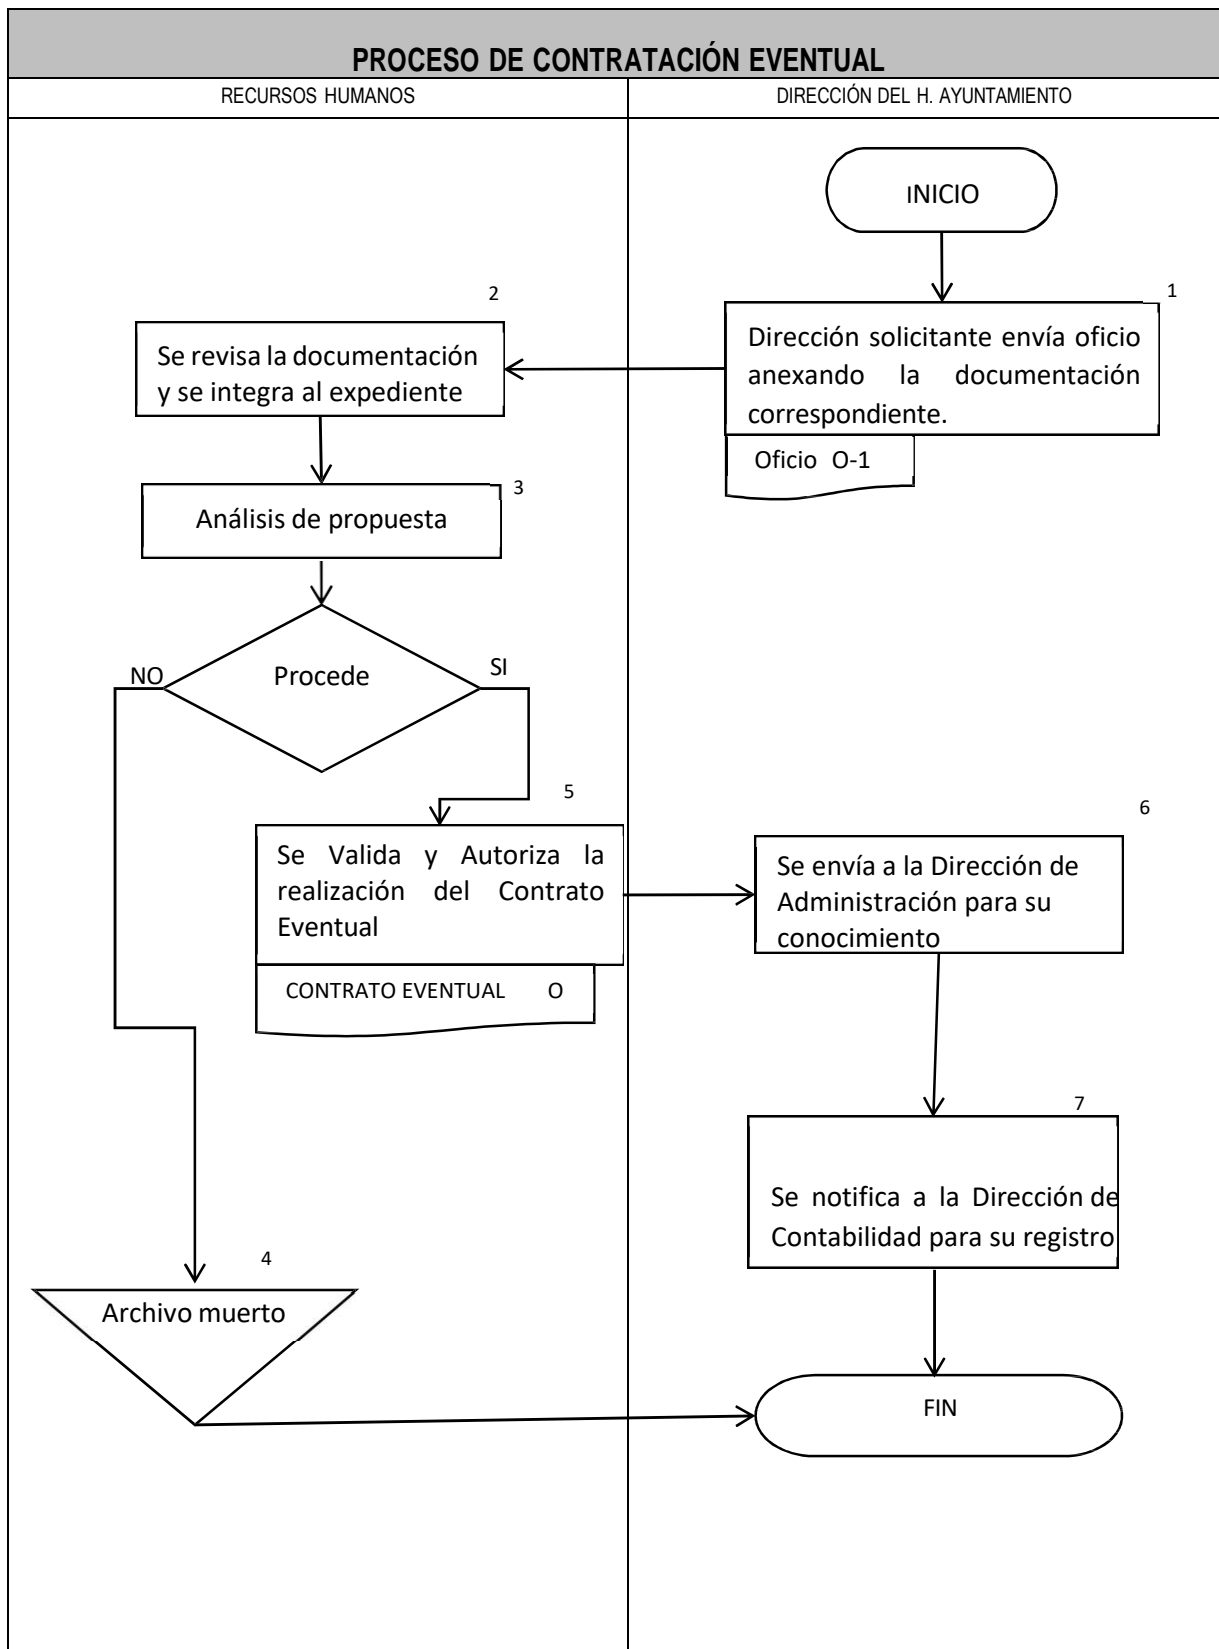 PROCESO DE CONTRATACIÓN EVENTUAL
RECURSOS HUMANOS
DIRECCIÓN DEL H. AYUNTAMIENTO
INICIO
1
Dirección solicitante envía oficio
anexando la documentación
correspondiente.
Oficio O-1
2
Se revisa la documentación
y se integra al expediente
3
Análisis de propuesta
Procede
NO
SI
5
Se Valida y Autoriza la
realización del Contrato
Eventual
CONTRATO EVENTUAL O
6
Se envía a la Dirección de
Administración para su
conocimiento
7
Se notifica a la Dirección de
Contabilidad para su registro
4
Archivo muerto
FIN